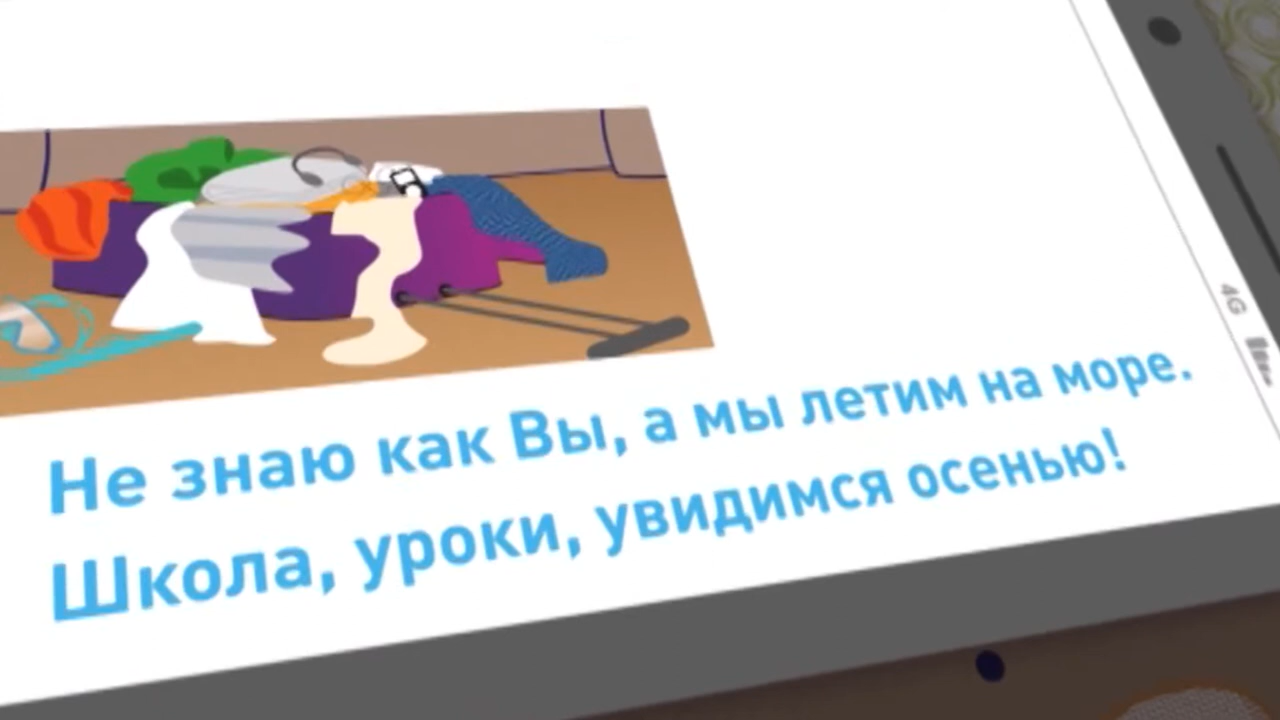 4G
Не знаю как Вы, а мы летим на море.
Школа, уроки, увидимся осенью!